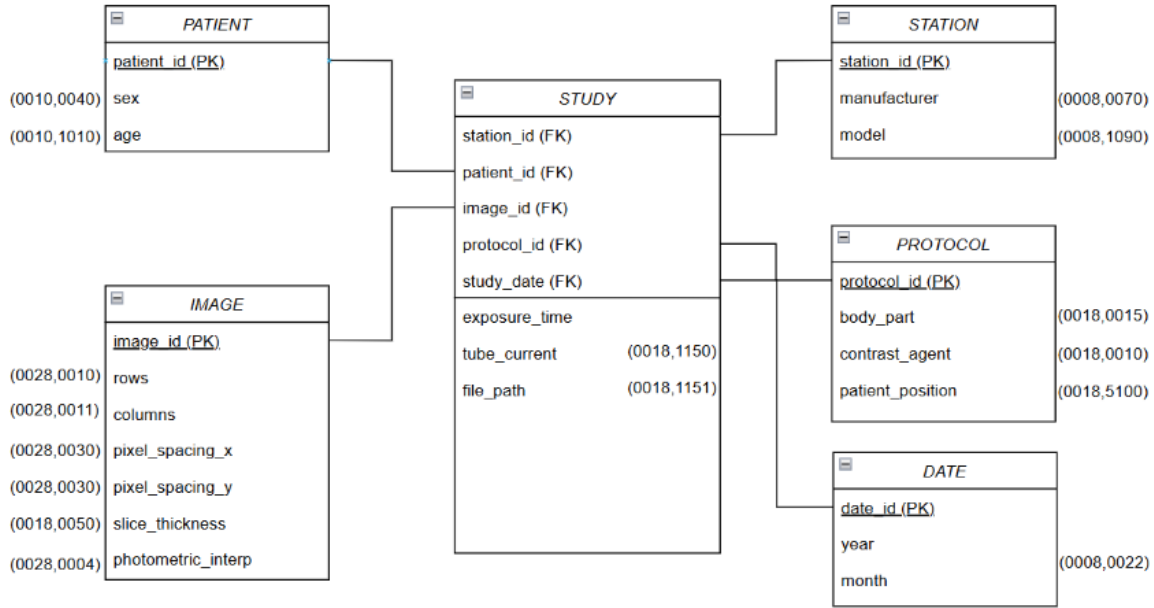 PATIENT
patient_id (PK)
(0010,0040) sex
(0010,1010) age
IMAGE
image_id (PK)
(0028,0010) rows
(0028,0011) columns
(0028,0030) pixel_spacing_x
(0028,0030) pixel_spacing_y
(0018,0050) slice_thickness
(0028,0004) photometric_interp
STUDY
station_id (FK)
patient_id (FK)
image_id (FK)
protocol_id (FK)
study_date (FK)
exposure_time
tube_current (0018,1150)
file_path (0018,1151)
STATION
station_id (PK)
manufacturer (0008,0070)
model (0008,1090)
PROTOCOL
protocol_id (PK)
body_part (0018,0015)
contrast_agent (0018,0010)
patient_position (0018,5100)
DATE
date_id (PK)
year
(0008,0022)
month